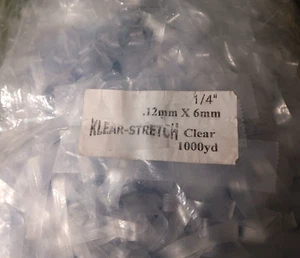 1/4"
.12mm X 6mm
KLEAR-STRETCH Clear
1000yd